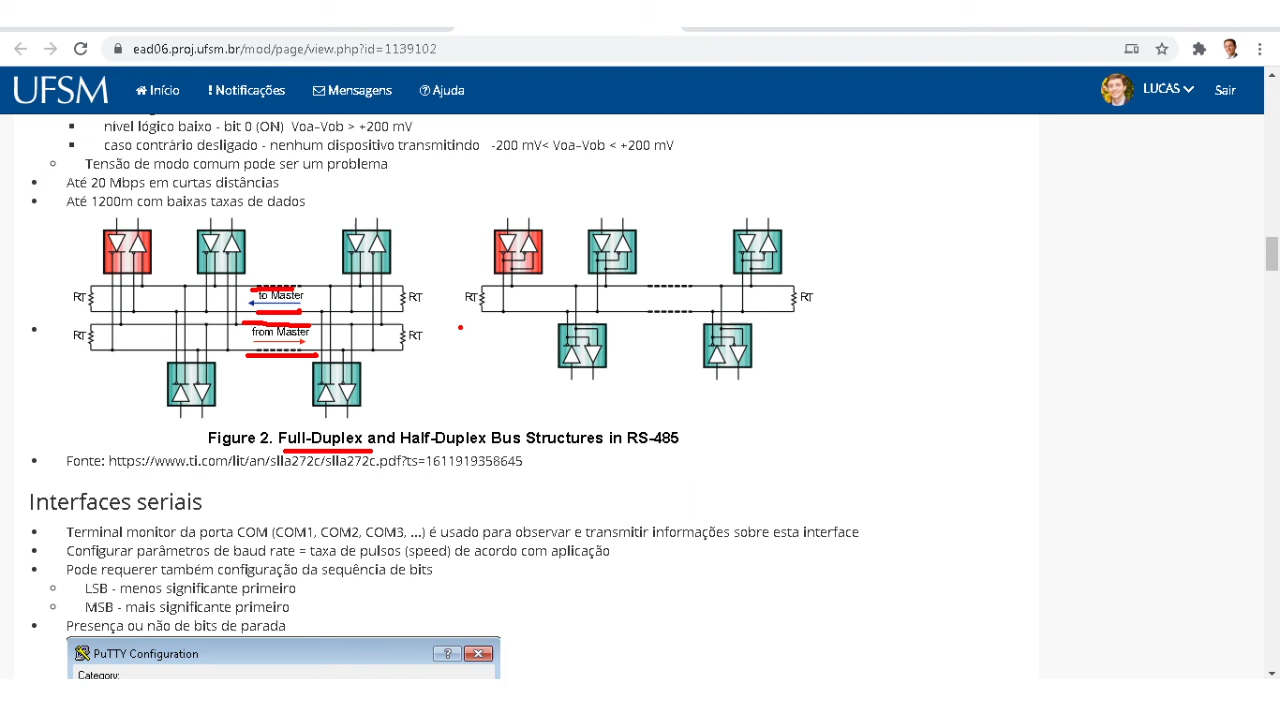 ead06.proj.ufsm.br/mod/page/view.php?id=1139102
UFSM Início Notificações Mensagens Ajuda LUCAS Sair
nível lógico baixo - bit 0 (ON) Voa–Vob > +200 mV
caso contrário desligado - nenhum dispositivo transmitindo -200 mV< Voa–Vob < +200 mV
Tensão de modo comum pode ser um problema
Até 20 Mbps em curtas distâncias
Até 1200m com baixas taxas de dados
RT to Master RT RT RT
RT from Master RT
Figure 2. Full-Duplex and Half-Duplex Bus Structures in RS-485
Fonte: https://www.ti.com/lit/an/slla272c/slla272c.pdf?ts=1611919358645
Interfaces seriais
Terminal monitor da porta COM (COM1, COM2, COM3, ...) é usado para observar e transmitir informações sobre esta interface
Configurar parâmetros de baud rate = taxa de pulsos (speed) de acordo com aplicação
Pode requerer também configuração da sequência de bits
LSB - menos significante primeiro
MSB - mais significante primeiro
Presença ou não de bits de parada
PuTTY Configuration
Category: